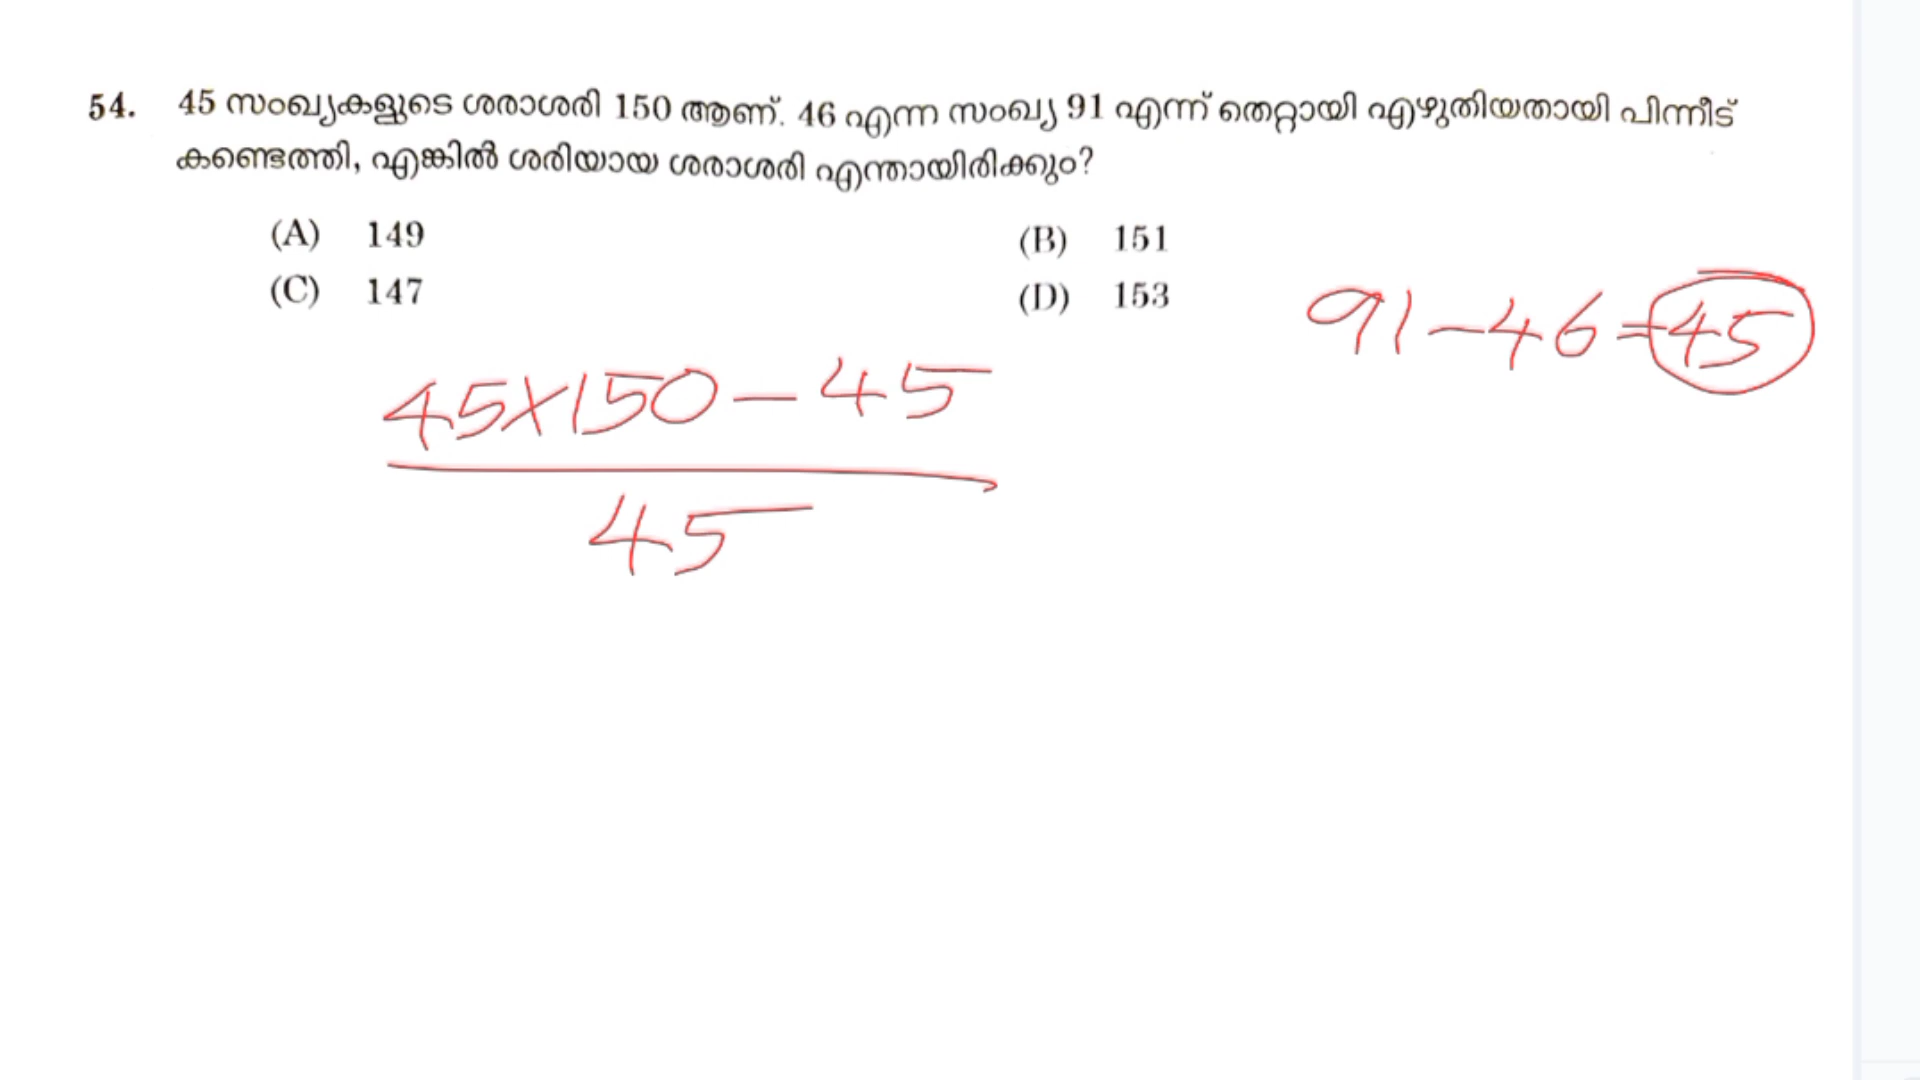 54. 45 സംഖ്യകളുടെ ശരാശരി 150 ആണ്. 46 എന്ന സംഖ്യ 91 എന്ന് തെറ്റായി എഴുതിയതായി പിന്നീട്
കണ്ടെത്തി, എങ്കിൽ ശരിയായ ശരാശരി എന്തായിരിക്കും?
(A) 149 (B) 151
(C) 147 (D) 153
91-46=45
45×150-45
45